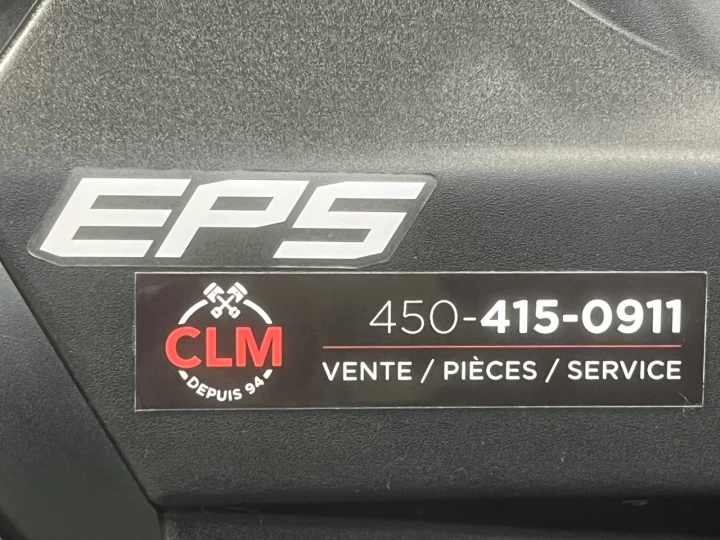 EPS
CLM
DEPUIS 94
450-415-0911
VENTE / PIÈCES / SERVICE